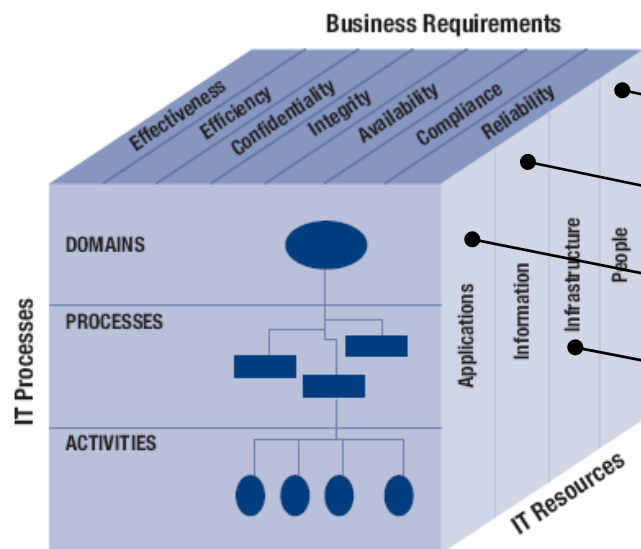 Business Requirements
Effectiveness
Efficiency
Confidentiality
Integrity
Availability
Compliance
Reliability
IT Processes
DOMAINS
PROCESSES
ACTIVITIES
Applications
Information
Infrastructure
People
IT Resources